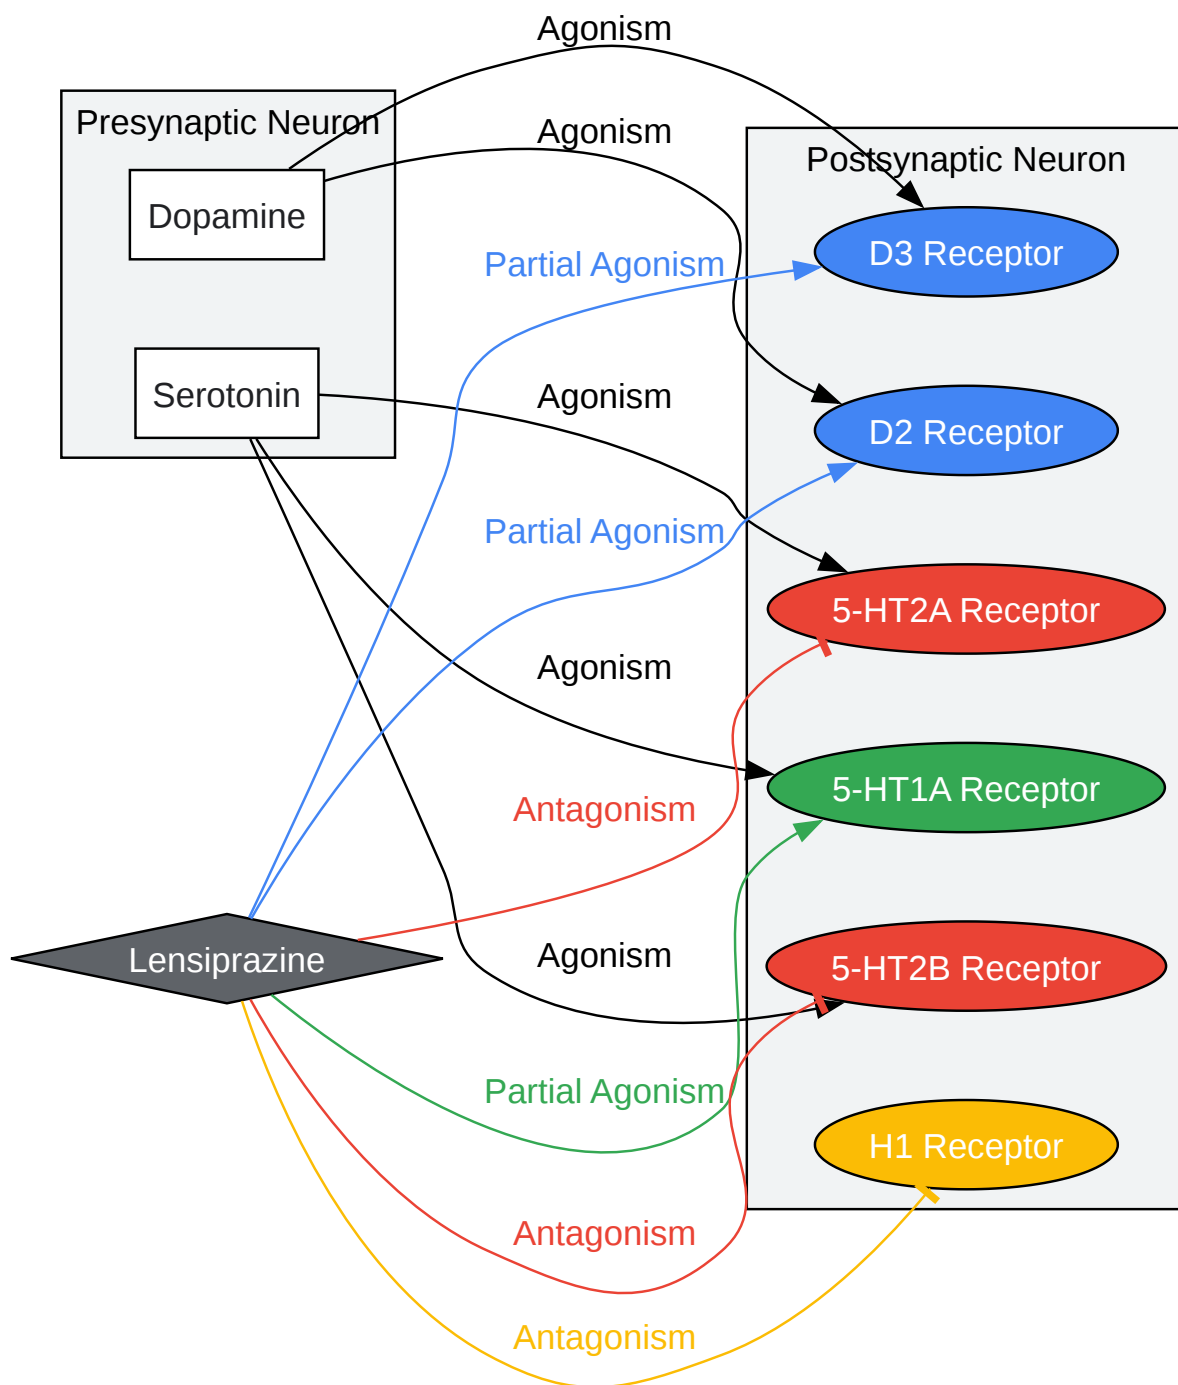 Agonism
Presynaptic Neuron
Agonism
Postsynaptic Neuron
Dopamine
D3 Receptor
Partial Agonism
Serotonin
Agonism
D2 Receptor
Partial Agonism
5-HT2A Receptor
Agonism
5-HT1A Receptor
Antagonism
Lensiprazine
Agonism
5-HT2B Receptor
Partial Agonism
H1 Receptor
Antagonism
Antagonism